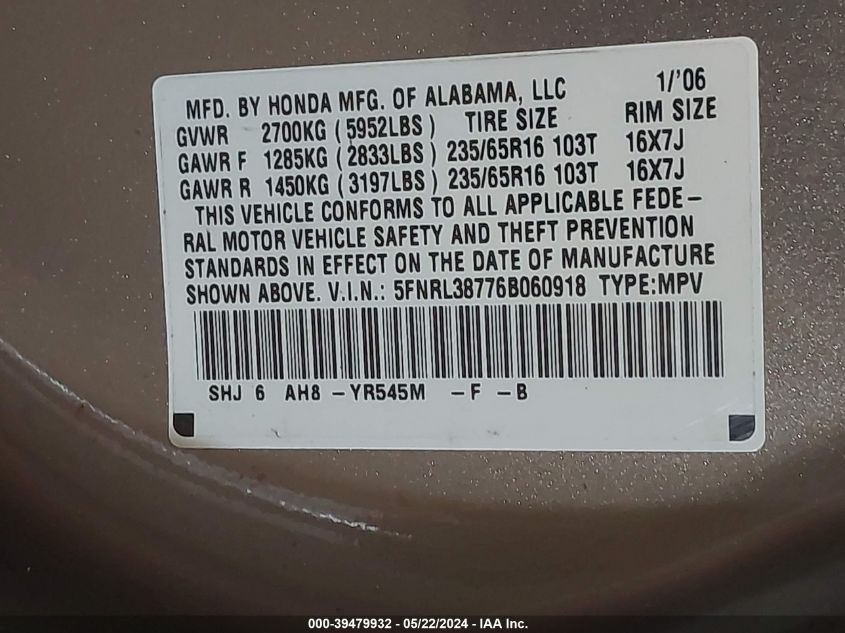 MFD. BY HONDA MFG. OF ALABAMA, LLC 1/'06
GVWR 2700KG ( 5952LBS ) TIRE SIZE RIM SIZE
GAWR F 1285KG ( 2833LBS ) 235/65R16 103T 16X7J
GAWR R 1450KG ( 3197LBS ) 235/65R16 103T 16X7J
THIS VEHICLE CONFORMS TO ALL APPLICABLE FEDE-
RAL MOTOR VEHICLE SAFETY AND THEFT PREVENTION
STANDARDS IN EFFECT ON THE DATE OF MANUFACTURE
SHOWN ABOVE. V.I.N.: 5FNRL38776B060918 TYPE:MPV
SHJ 6 AH8 -YR545M -F -B
000-39479932 - 05/22/2024 - IAA Inc.